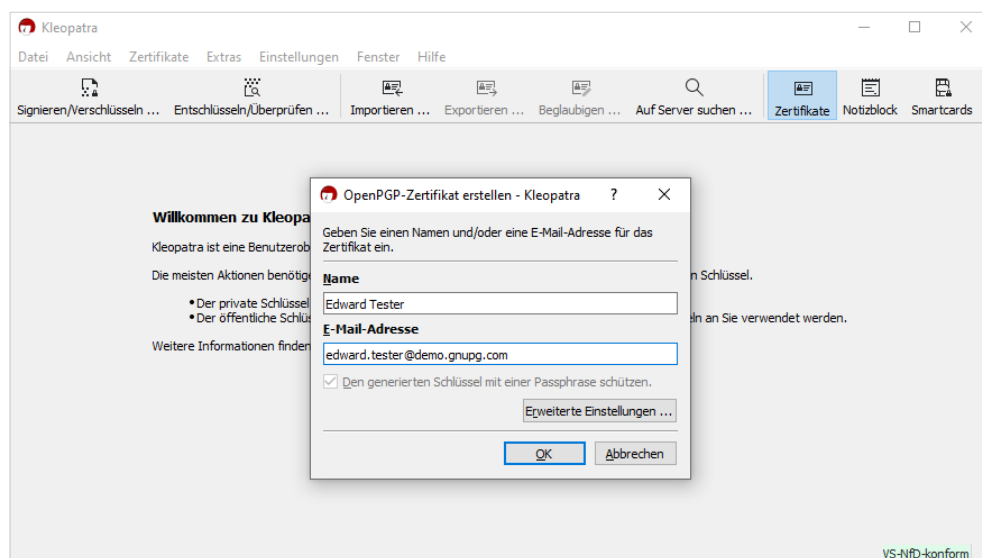 Kleopatra
Datei Ansicht Zertifikate Extras Einstellungen Fenster Hilfe
Signieren/Verschlüsseln ... Entschlüsseln/Überprüfen ... Importieren ... Exportieren ... Beglaubigen ... Auf Server suchen ... Zertifikate Notizblock Smartcards
OpenPGP-Zertifikat erstellen - Kleopatra ? ×
Geben Sie einen Namen und/oder eine E-Mail-Adresse für das
Zertifikat ein.
Name
Edward Tester
E-Mail-Adresse
edward.tester@demo.gnupg.com
Den generierten Schlüssel mit einer Passphrase schützen.
Erweiterte Einstellungen ...
OK Abbrechen
Willkommen zu Kleopa
Kleopatra ist eine Benutzerob
Die meisten Aktionen benötig n Schlüssel.
•Der private Schlüssel
•Der öffentliche Schlüs eln an Sie verwendet werden.
Weitere Informationen finden
VS-NfD-konform